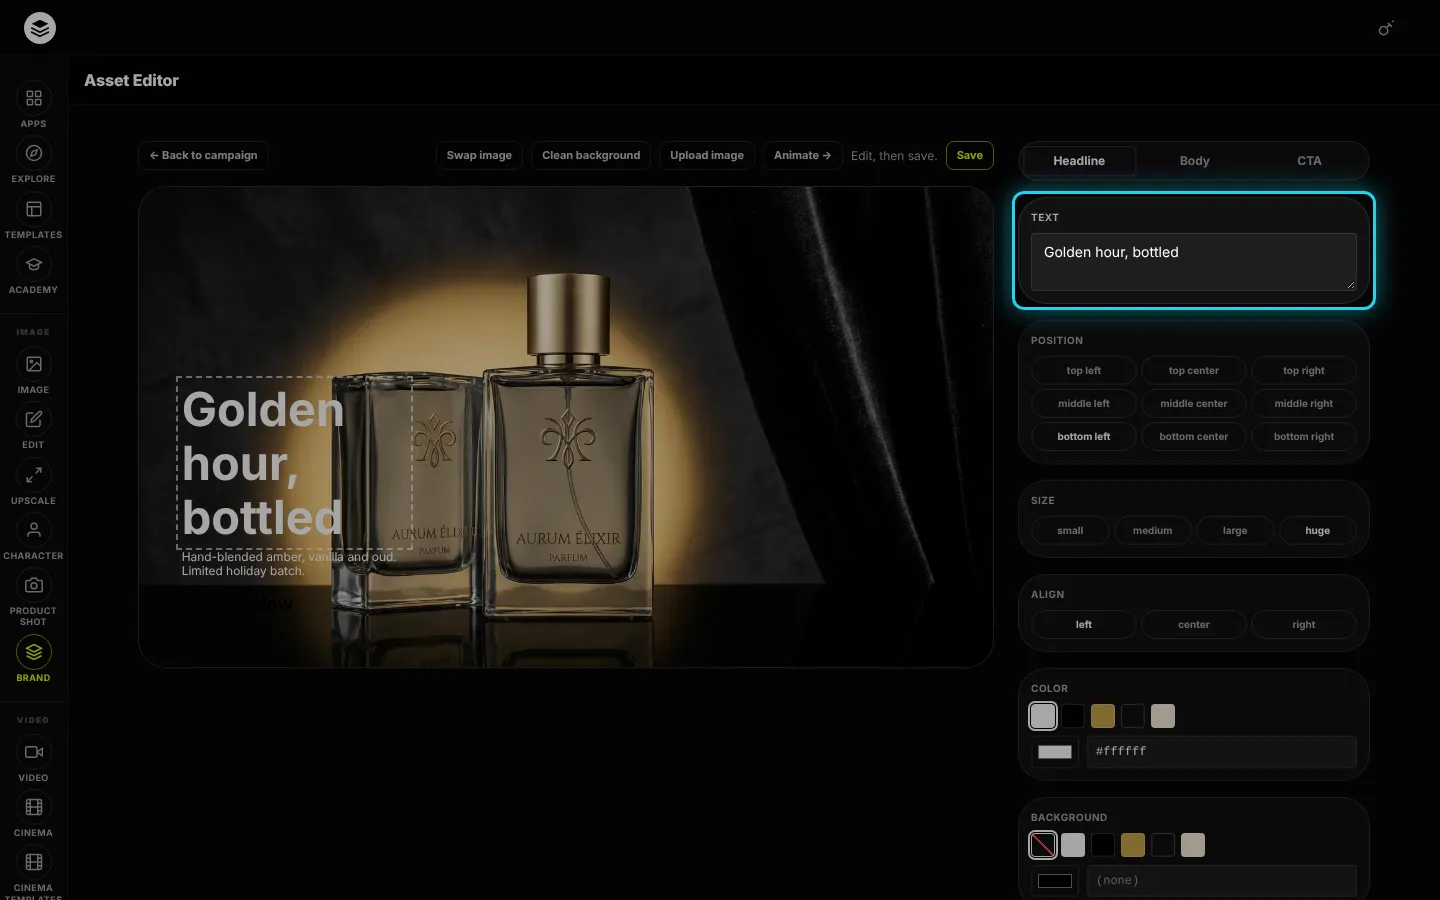 Asset Editor
APPS
EXPLORE
TEMPLATES
ACADEMY
IMAGE
IMAGE
EDIT
UPSCALE
CHARACTER
PRODUCT
SHOT
BRAND
VIDEO
VIDEO
CINEMA
CINEMA
TEMPLATES
← Back to campaign
Swap image
Clean background
Upload image
Animate →
Edit, then save.
Save
Golden
hour,
bottled
Hand-blended amber, vanilla and oud.
Limited holiday batch.
AURUM ÉLIXIR
PARFUM
AURUM ÉLIXIR
PARFUM
Headline
Body
CTA
TEXT
Golden hour, bottled
POSITION
top left
top center
top right
middle left
middle center
middle right
bottom left
bottom center
bottom right
SIZE
small
medium
large
huge
ALIGN
left
center
right
COLOR
#ffffff
BACKGROUND
(none)